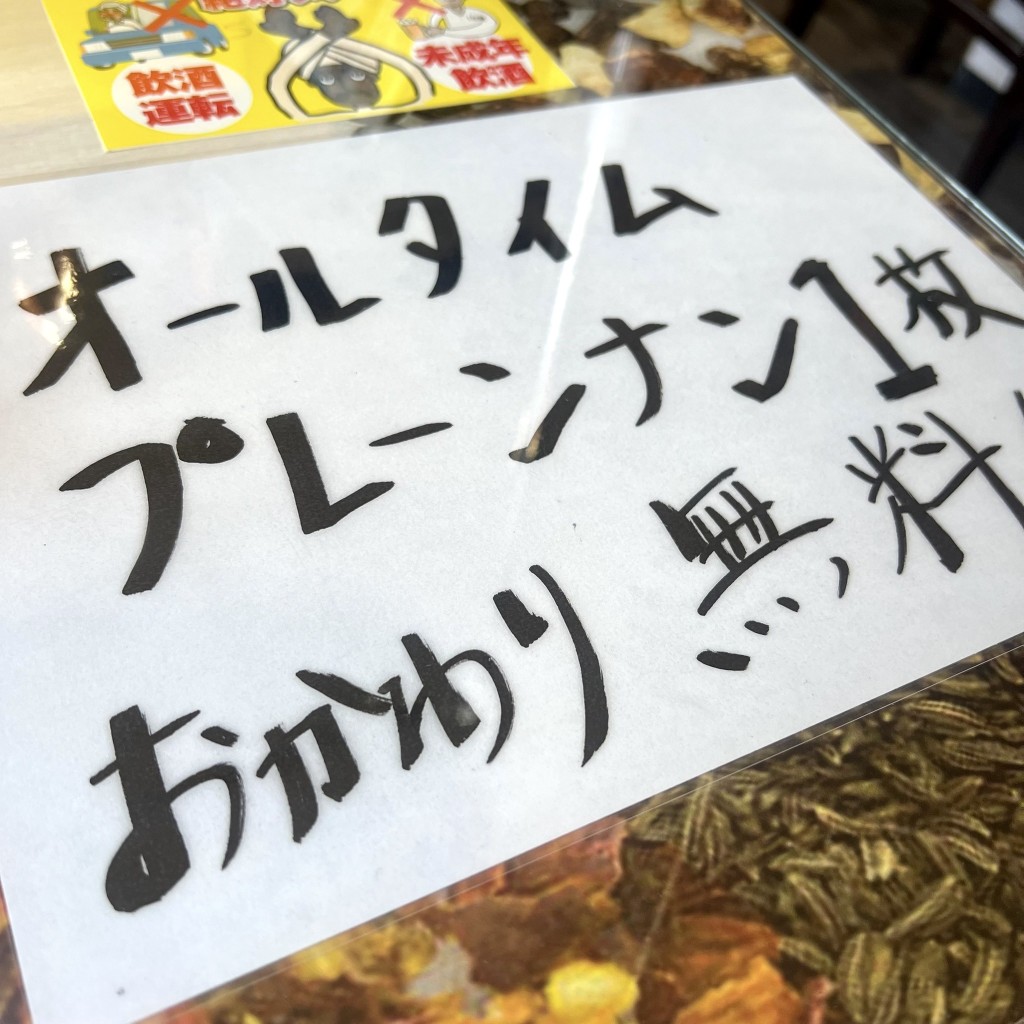 飲酒
運転
未成年
飲酒
オールタイム
プレーンナン1枚
おかわり無料